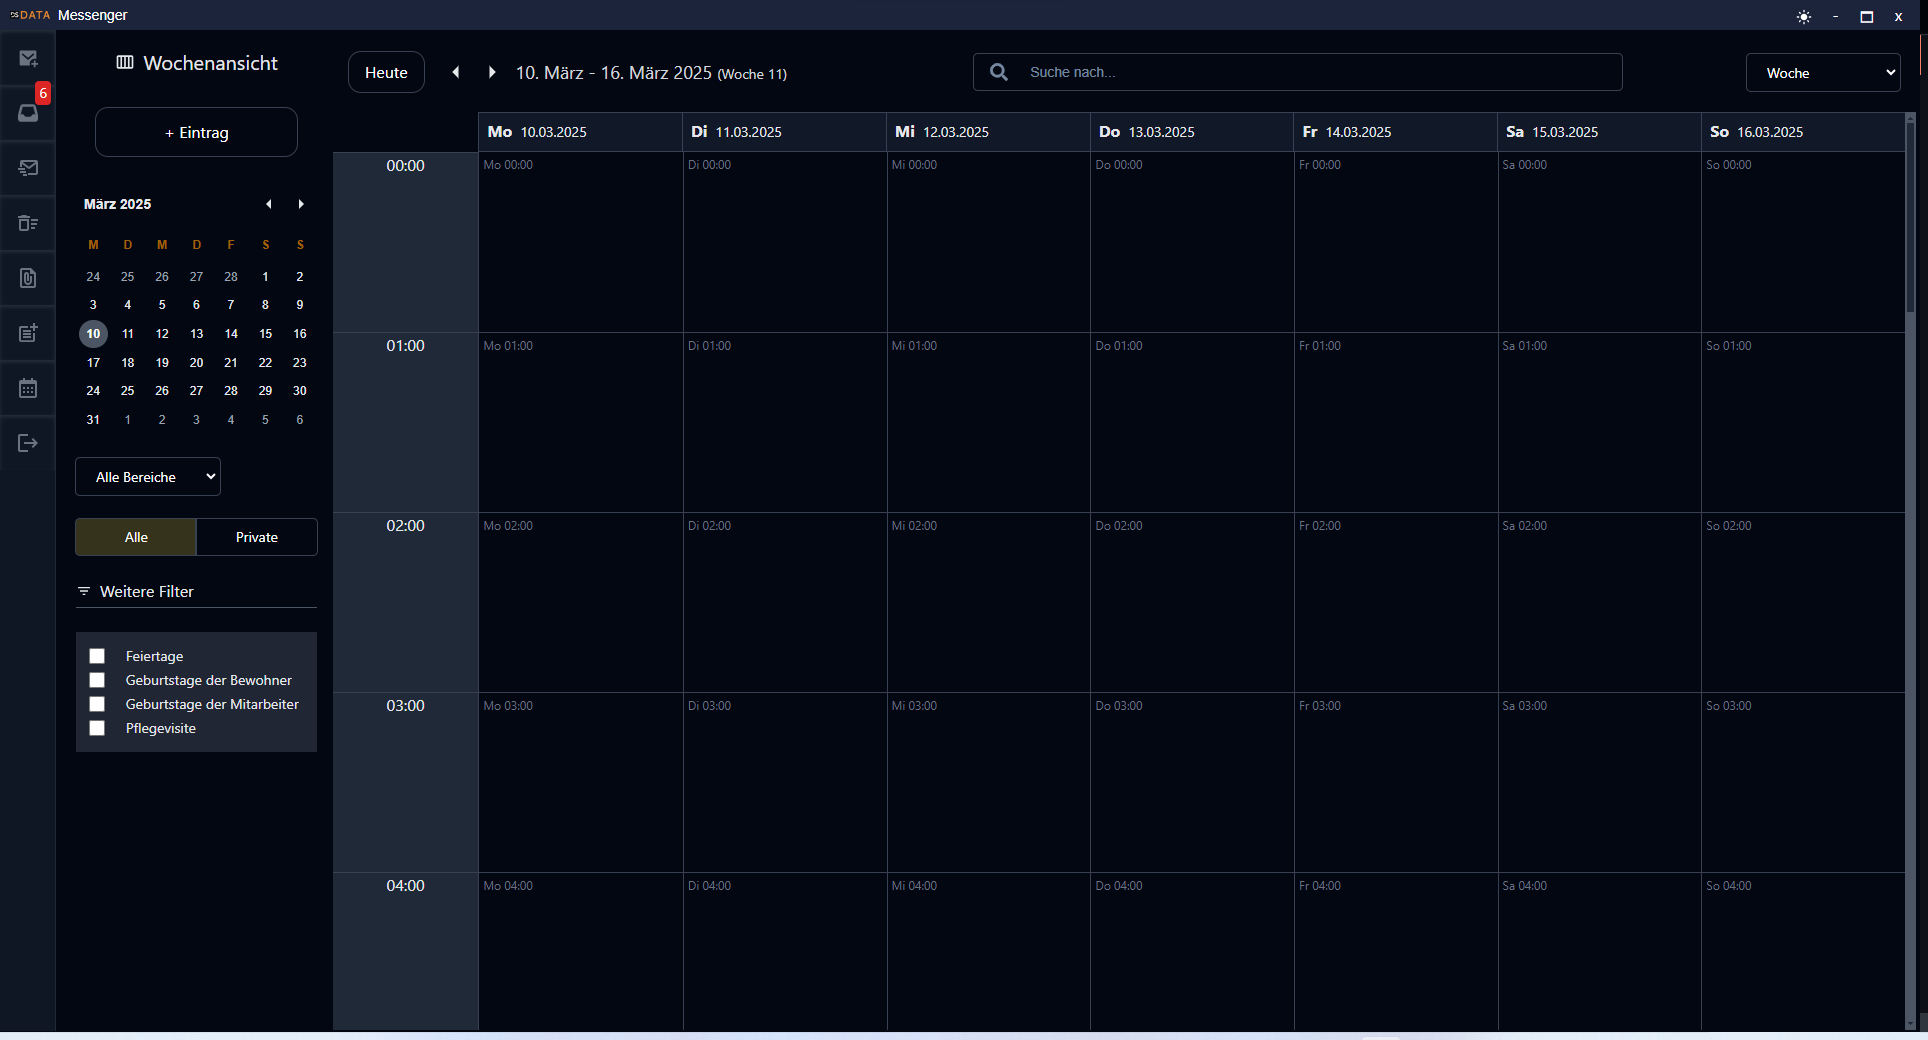 DATA Messenger
- x
6
Wochenansicht
+ Eintrag
März 2025
M D M D F S S
24 25 26 27 28 1 2
3 4 5 6 7 8 9
10 11 12 13 14 15 16
17 18 19 20 21 22 23
24 25 26 27 28 29 30
31 1 2 3 4 5 6
Alle Bereiche
Alle Private
Weitere Filter
Feiertage
Geburtstage der Bewohner
Geburtstage der Mitarbeiter
Pflegevisite
Heute 10. März - 16. März 2025 (Woche 11) Suche nach... Woche
Mo 10.03.2025 Di 11.03.2025 Mi 12.03.2025 Do 13.03.2025 Fr 14.03.2025 Sa 15.03.2025 So 16.03.2025
00:00 Mo 00:00 Di 00:00 Mi 00:00 Do 00:00 Fr 00:00 Sa 00:00 So 00:00
01:00 Mo 01:00 Di 01:00 Mi 01:00 Do 01:00 Fr 01:00 Sa 01:00 So 01:00
02:00 Mo 02:00 Di 02:00 Mi 02:00 Do 02:00 Fr 02:00 Sa 02:00 So 02:00
03:00 Mo 03:00 Di 03:00 Mi 03:00 Do 03:00 Fr 03:00 Sa 03:00 So 03:00
04:00 Mo 04:00 Di 04:00 Mi 04:00 Do 04:00 Fr 04:00 Sa 04:00 So 04:00